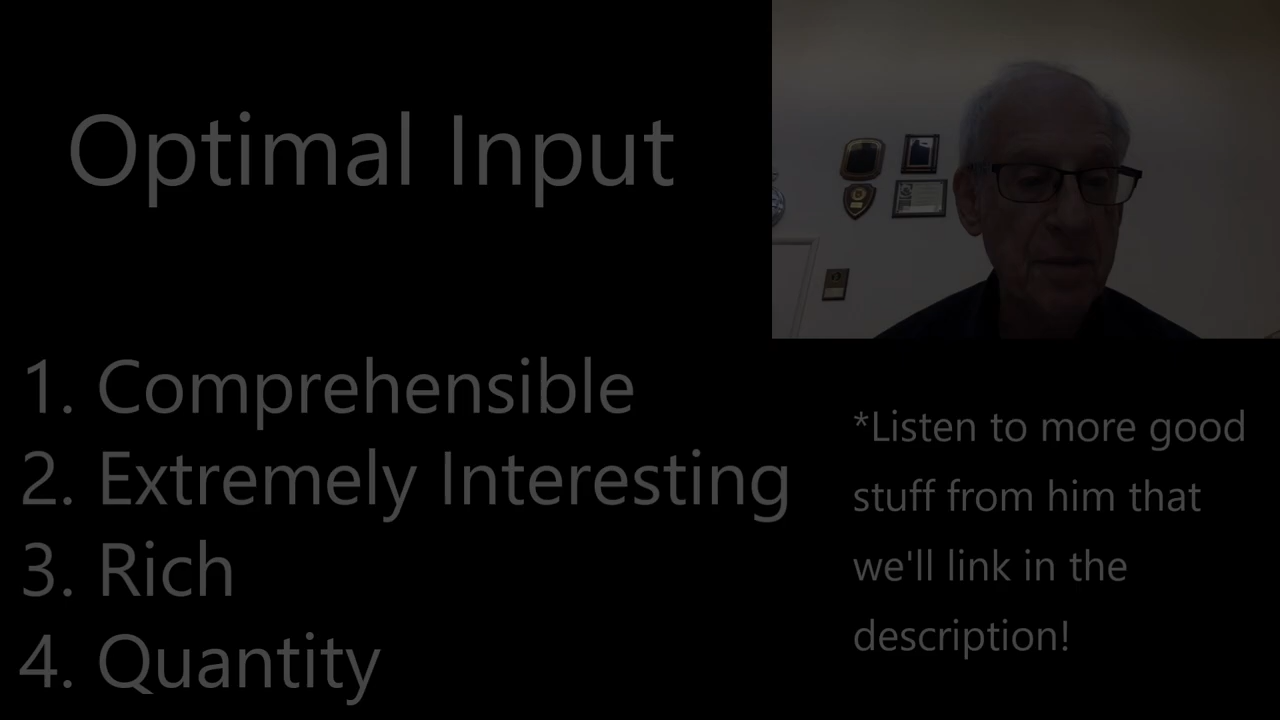 Optimal Input
1. Comprehensible
2. Extremely Interesting
3. Rich
4. Quantity
*Listen to more good
stuff from him that
we'll link in the
description!